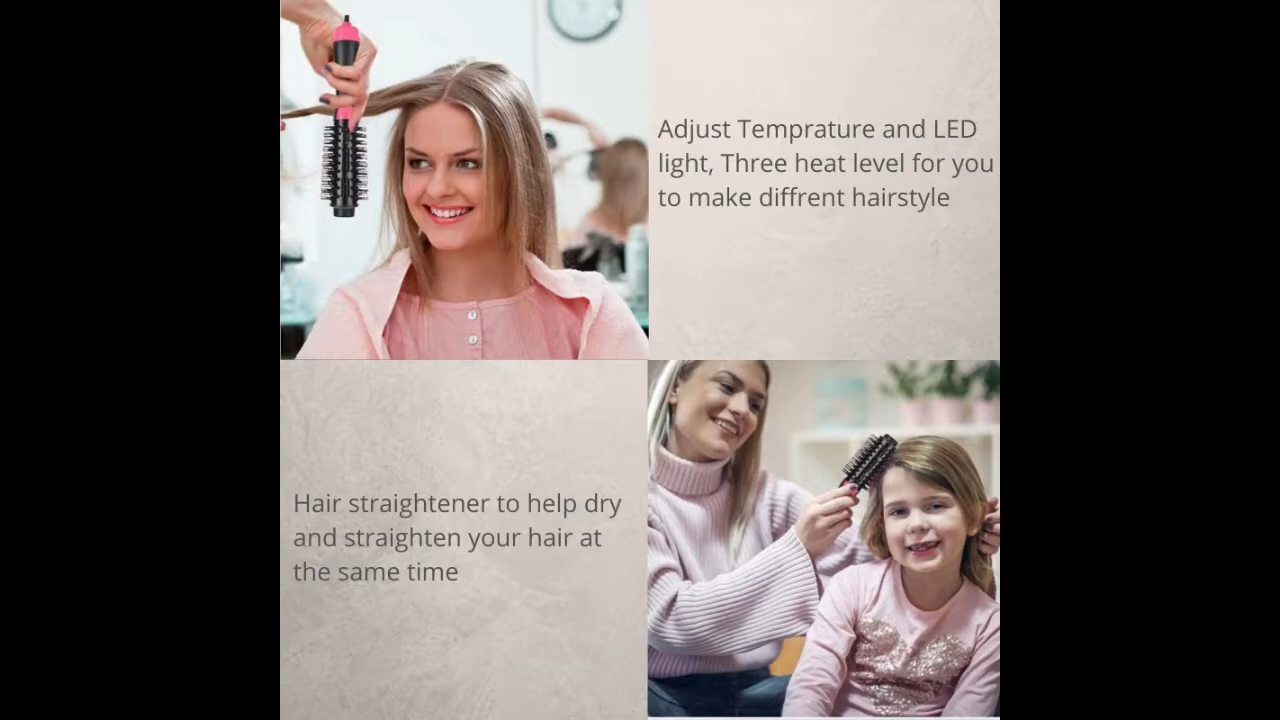 Adjust Temprature and LED
light, Three heat level for you
to make diffrent hairstyle
Hair straightener to help dry
and straighten your hair at
the same time